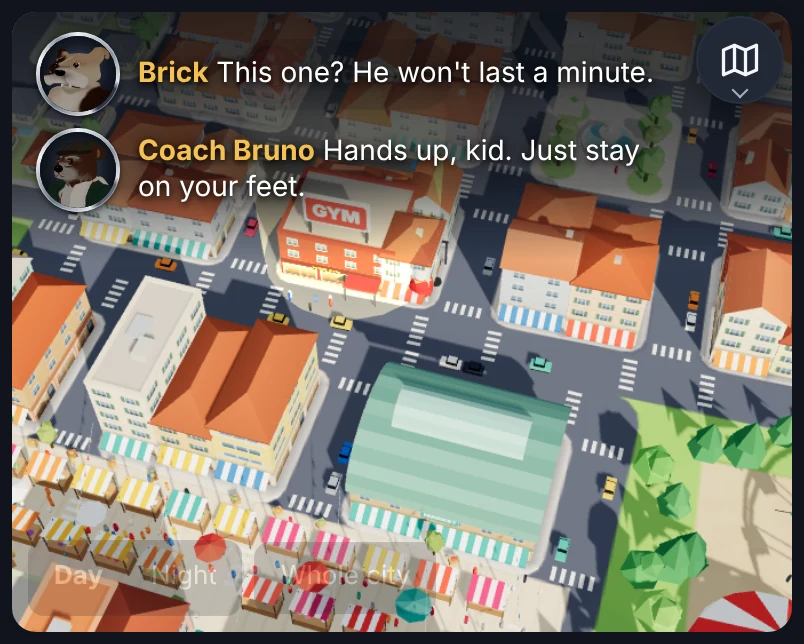 Brick This one? He won't last a minute.
Coach Bruno Hands up, kid. Just stay
on your feet.
GYM
Day Night Whole city